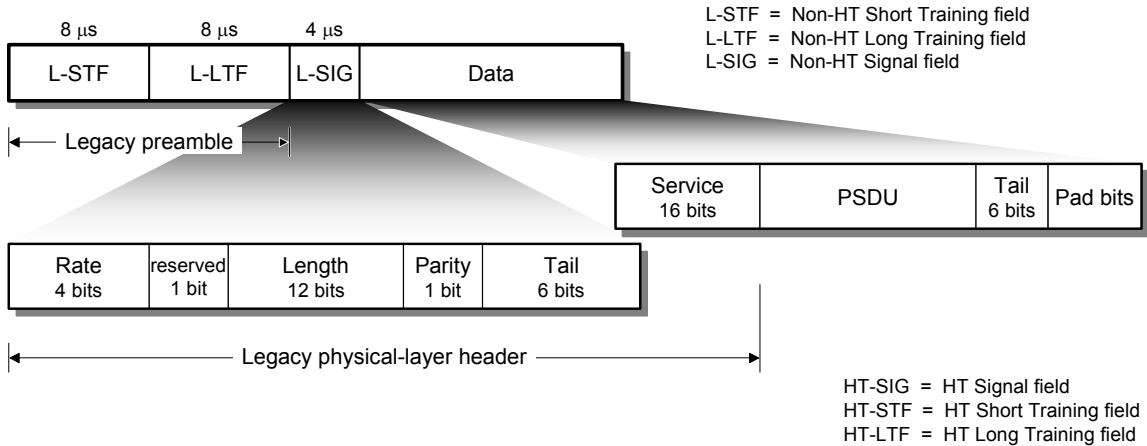 8 μs 8 μs 4 μs
L-STF = Non-HT Short Training field
L-LTF = Non-HT Long Training field
L-SIG = Non-HT Signal field
L-STF L-LTF L-SIG Data
Legacy preamble
Service PSDU Tail Pad bits
16 bits 6 bits
Rate reserved Length Parity Tail
4 bits 1 bit 12 bits 1 bit 6 bits
Legacy physical-layer header
HT-SIG = HT Signal field
HT-STF = HT Short Training field
HT-LTF = HT Long Training field